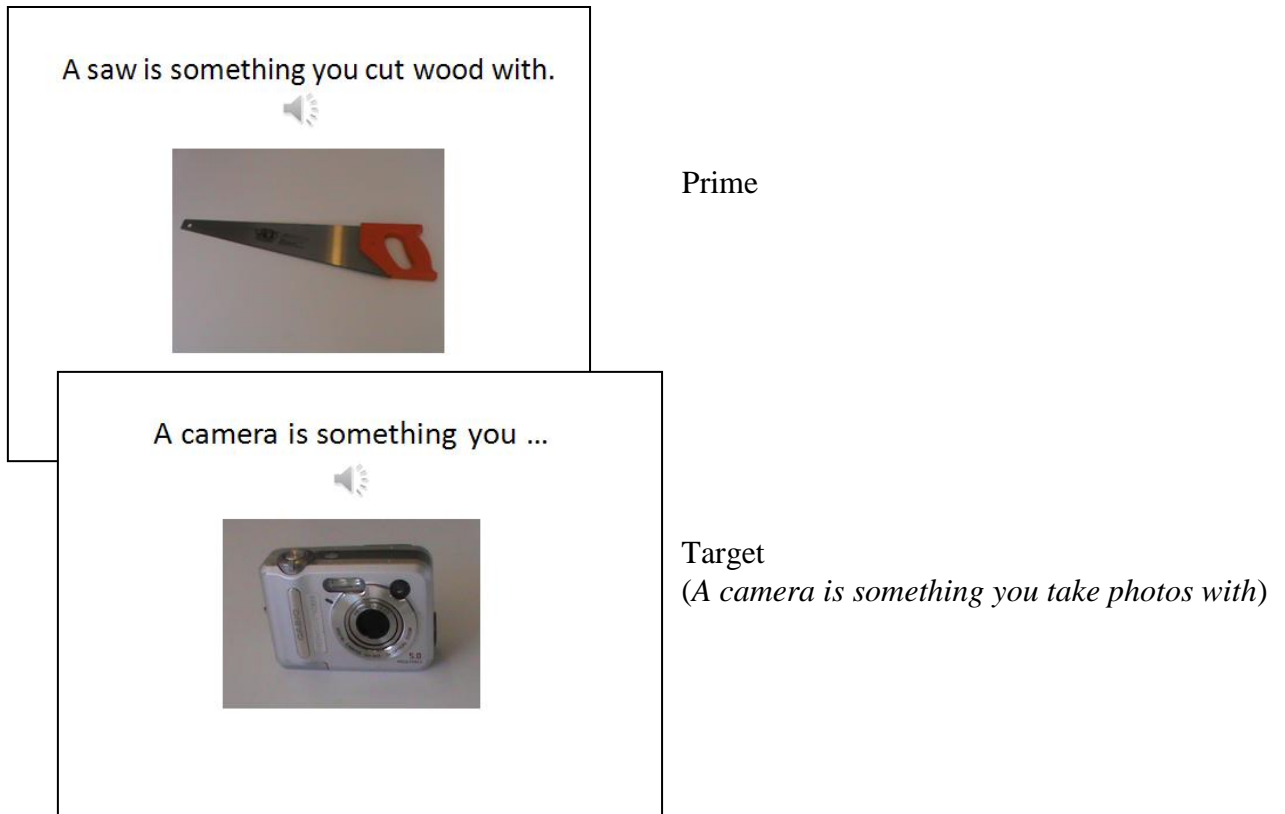 A saw is something you cut wood with.
Prime
A camera is something you ...
Target
(A camera is something you take photos with)